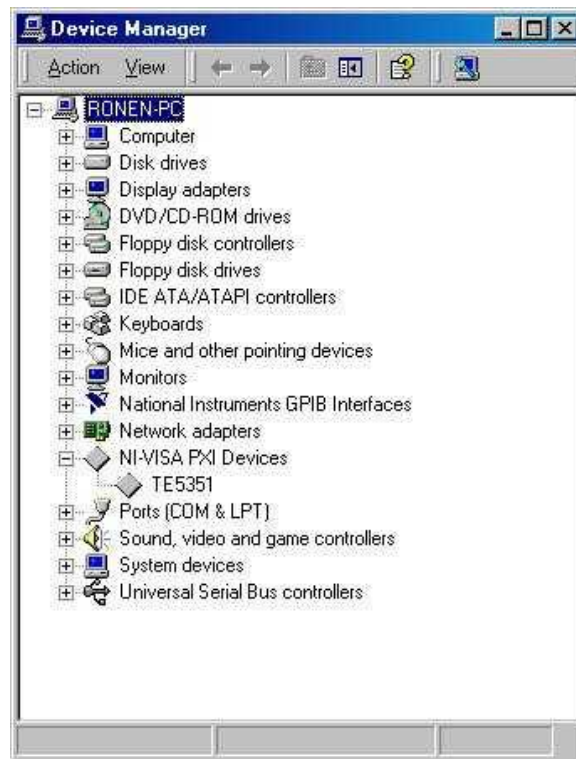 Device Manager
Action View
RONEN-PC
Computer
Disk drives
Display adapters
DVD/CD-ROM drives
Floppy disk controllers
Floppy disk drives
IDE ATA/ATAPI controllers
Keyboards
Mice and other pointing devices
Monitors
National Instruments GPIB Interfaces
Network adapters
NI-VISA PXI Devices
TE5351
Ports (COM & LPT)
Sound, video and game controllers
System devices
Universal Serial Bus controllers